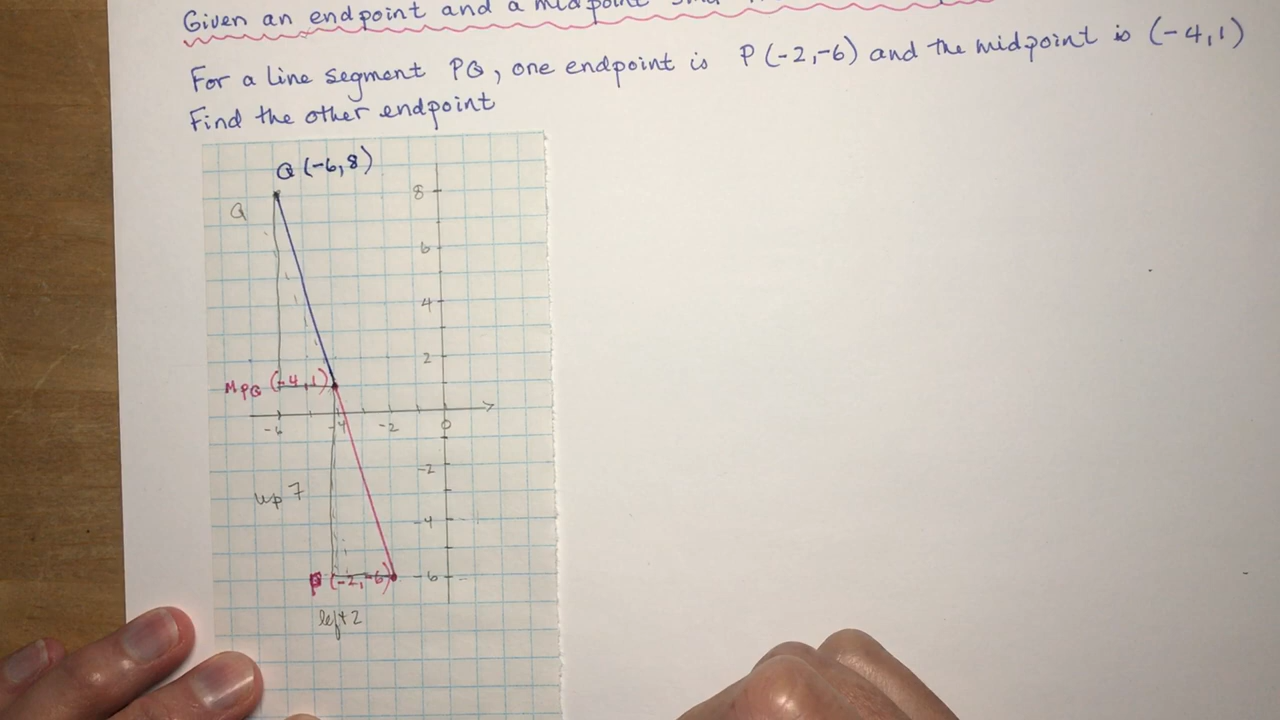 Given an endpoint and a midpoint
For a line segment PQ, one endpoint is P(-2,-6) and the midpoint is (-4,1)
Find the other endpoint
Q(-6,8)
8
Q
6
4
2
MPQ (-4,1)
-6 -4 -2 0
-2
up 7
-4
P(-2,-6) -6
left 2